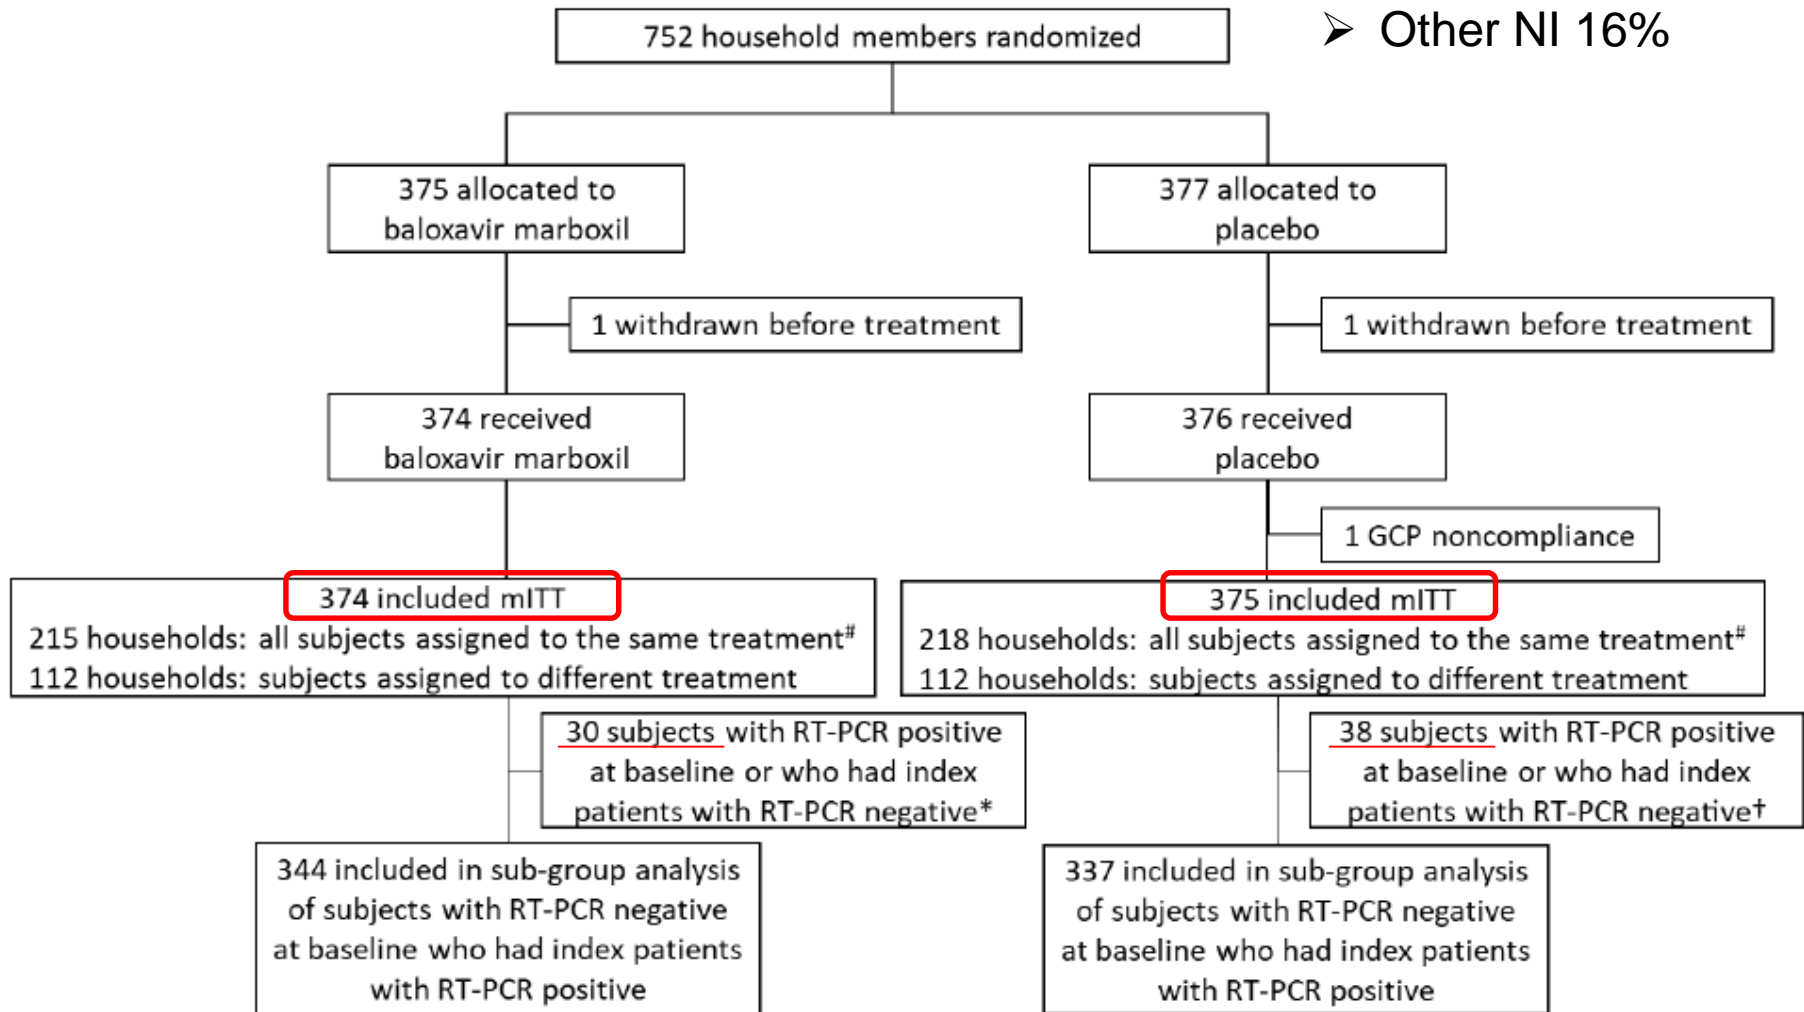 752 household members randomized
➢ Other NI 16%
375 allocated to
baloxavir marboxil
377 allocated to
placebo
1 withdrawn before treatment
1 withdrawn before treatment
374 received
baloxavir marboxil
376 received
placebo
1 GCP noncompliance
374 included mITT
215 households: all subjects assigned to the same treatment#
112 households: subjects assigned to different treatment
375 included mITT
218 households: all subjects assigned to the same treatment#
112 households: subjects assigned to different treatment
30 subjects with RT-PCR positive
at baseline or who had index
patients with RT-PCR negative*
38 subjects with RT-PCR positive
at baseline or who had index
patients with RT-PCR negative†
344 included in sub-group analysis
of subjects with RT-PCR negative
at baseline who had index patients
with RT-PCR positive
337 included in sub-group analysis
of subjects with RT-PCR negative
at baseline who had index patients
with RT-PCR positive